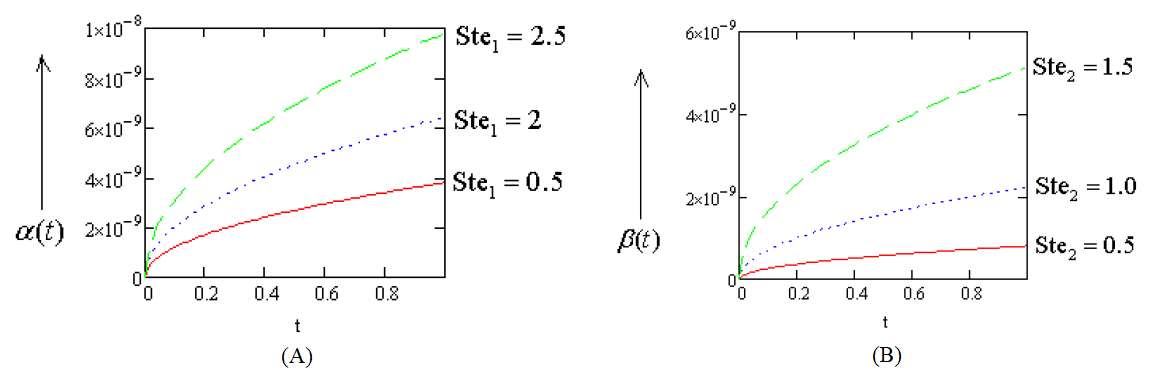 1×10⁻⁸
8×10⁻⁹
6×10⁻⁹
4×10⁻⁹
2×10⁻⁹
0
α(t)
Ste₁ = 2.5
Ste₁ = 2
Ste₁ = 0.5
0 0.2 0.4 0.6 0.8
t
(A)
6×10⁻⁹
4×10⁻⁹
2×10⁻⁹
0
β(t)
Ste₂ = 1.5
Ste₂ = 1.0
Ste₂ = 0.5
0 0.2 0.4 0.6 0.8
t
(B)